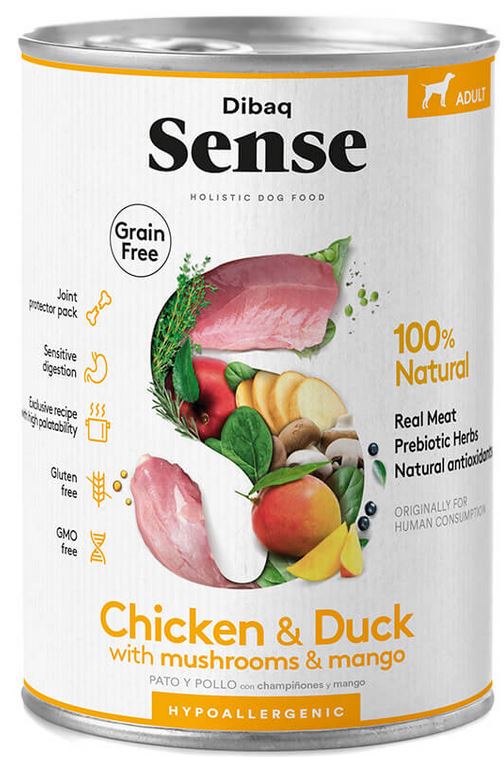 ADULT
Dibaq
Sense
HOLISTIC DOG FOOD
Grain
Free
Joint
protector pack
Sensitive
digestion
Exclusive recipe
with high palatability
Gluten
free
GMO
free
100%
Natural
Real Meat
Prebiotic Herbs
Natural antioxidants
ORIGINALLY FOR
HUMAN CONSUMPTION
Chicken & Duck
with mushrooms & mango
PATO Y POLLO con champiñones y mango
HYPOALLERGENIC